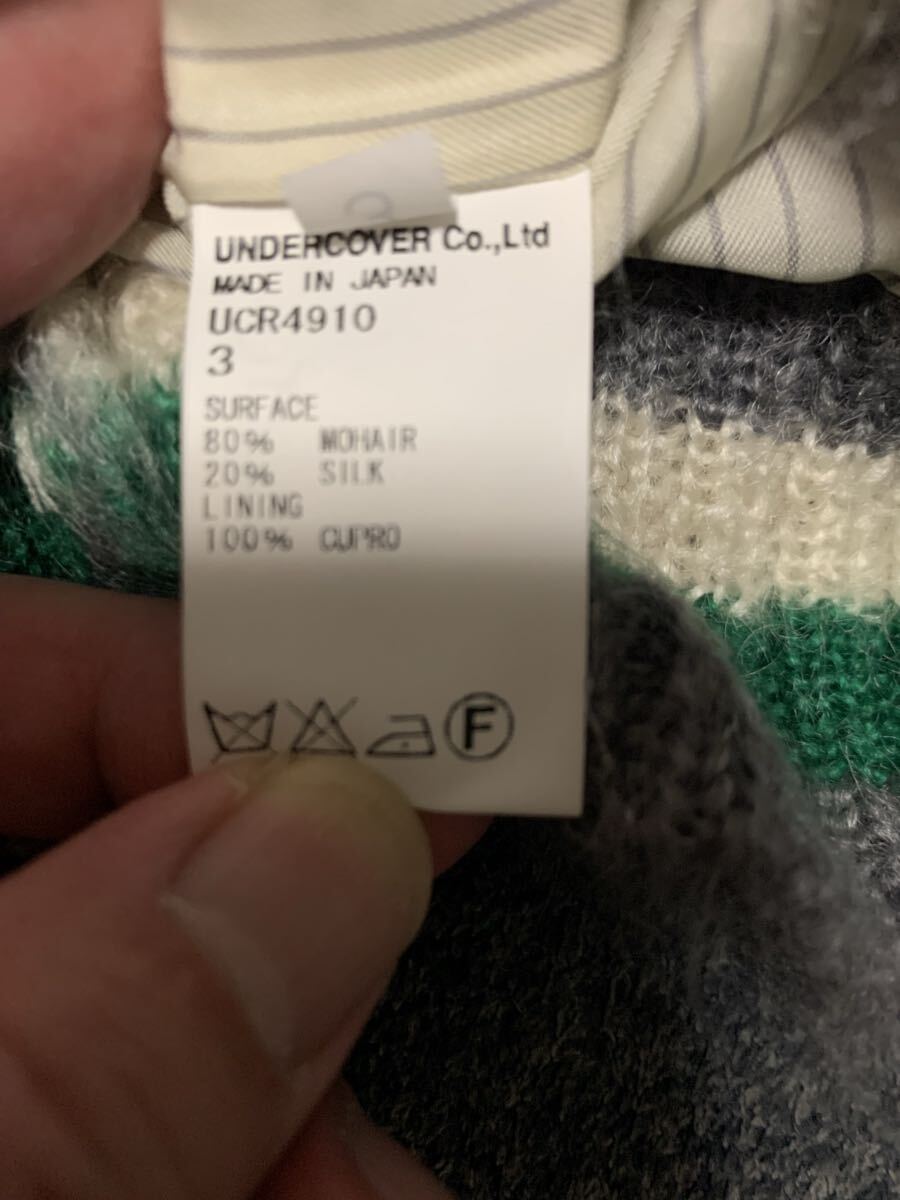 UNDERCOVER Co.,Ltd
MADE IN JAPAN
UCR4910
3
SURFACE
80% MOHAIR
20% SILK
LINING
100% CUPRO
F